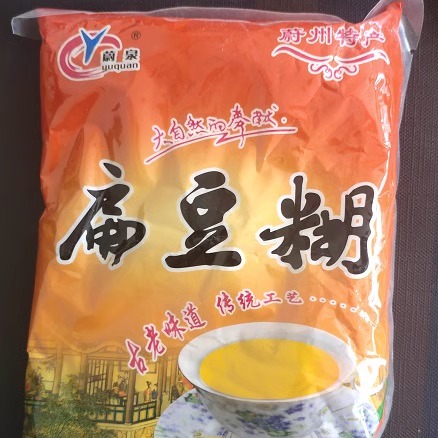 蔚泉®
yuquan
蔚州特产
大自然的奉献.
扁豆糊
古老味道 传统工艺........